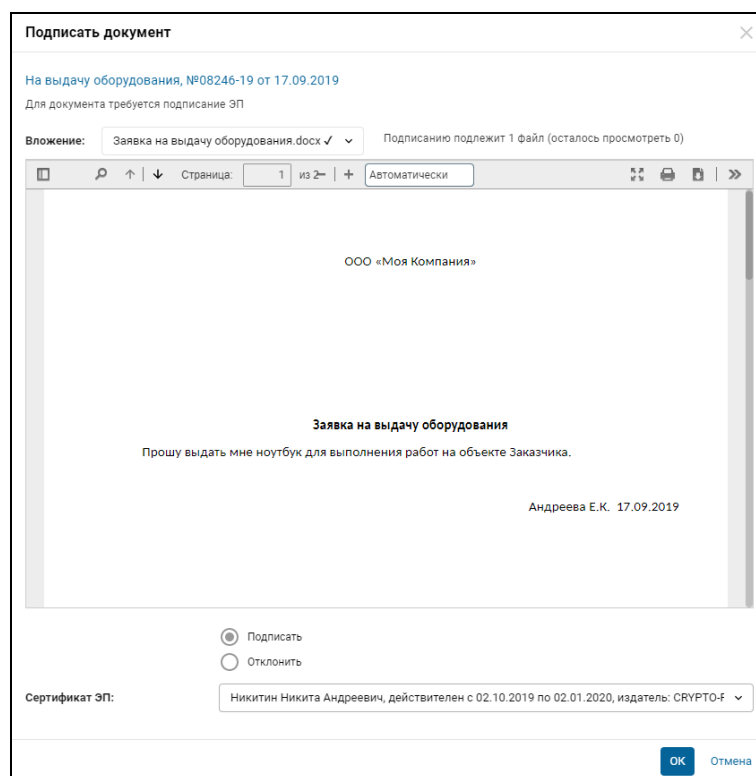 Подписать документ
На выдачу оборудования, №08246-19 от 17.09.2019
Для документа требуется подписание ЭП
Вложение: Заявка на выдачу оборудования.docx ✓ Подписанию подлежит 1 файл (осталось просмотреть 0)
Страница: 1 из 2 Автоматически
ООО «Моя Компания»
Заявка на выдачу оборудования
Прошу выдать мне ноутбук для выполнения работ на объекте Заказчика.
Андреева Е.К. 17.09.2019
Подписать
Отклонить
Сертификат ЭП: Никитин Никита Андреевич, действителен с 02.10.2019 по 02.01.2020, издатель: CRYPTO-
ОК Отмена